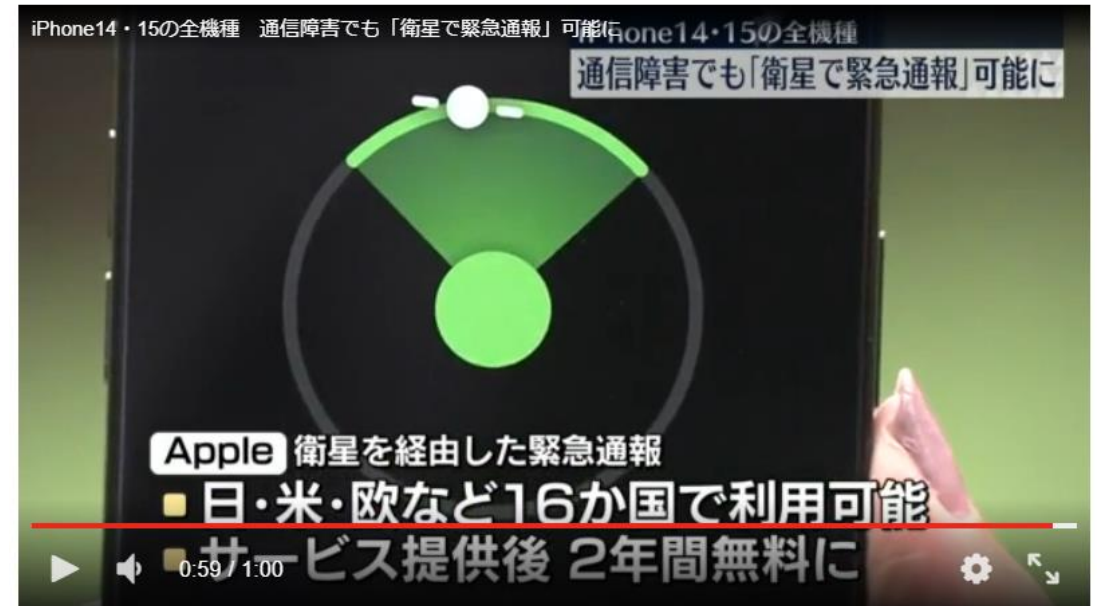 iPhone14・15の全機種　通信障害でも「衛星で緊急通報」可能に
iPhone14・15の全機種
通信障害でも「衛星で緊急通報」可能に
Apple 衛星を経由した緊急通報
日・米・欧など16か国で利用可能
サービス提供後 2年間無料に
0:59 / 1:00